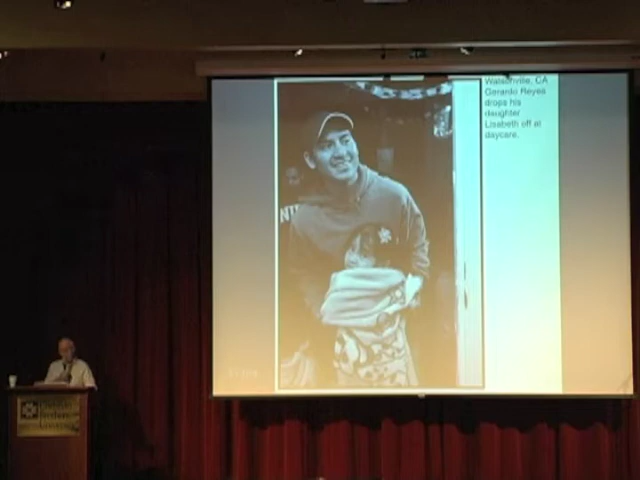 Watsonville, CA
Gerardo Reyes
drops his
daughter
Lisabeth off at
daycare.